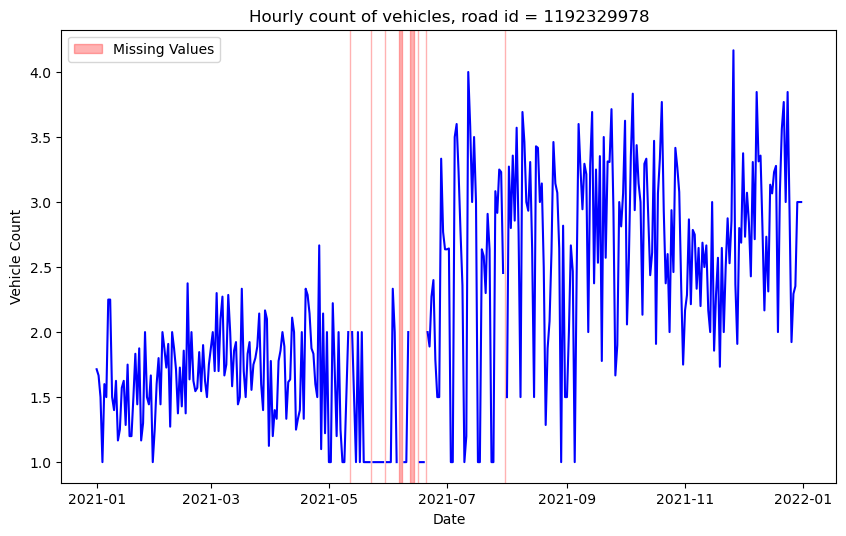 Hourly count of vehicles, road id = 1192329978
Missing Values
4.0
3.5
3.0
2.5
2.0
1.5
1.0
Vehicle Count
2021-01 2021-03 2021-05 2021-07 2021-09 2021-11 2022-01
Date